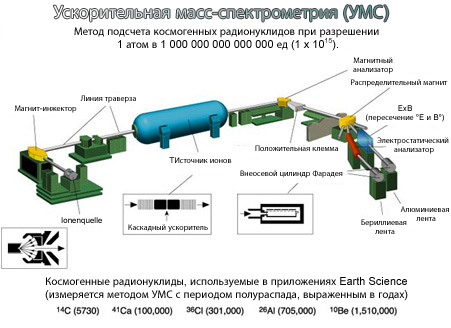 Ускорительная масс-спектрометрия (УМС)
Метод подсчета космогенных радионуклидов при разрешении
1 атом в 1 000 000 000 000 000 ед (1 x 10¹⁵).
Магнитный
анализатор
Распределительный магнит
Линия траверза
Магнит-инжектор
ExB
(пересечение °E и B°)
Электростатический
анализатор
Положительная клемма
TИсточник ионов
Внеосевой цилиндр Фарадея
Ionenquelle
Каскадный ускоритель
Алюминиевая
лента
Бериллиевая
лента
Космогенные радионуклиды, используемые в приложениях Earth Science
(измеряется методом УМС с периодом полураспада, выраженным в годах)
¹⁴C (5730) ⁴¹Ca (100,000) ³⁶Cl (301,000) ²⁶Al (705,000) ¹⁰Be (1,510,000)